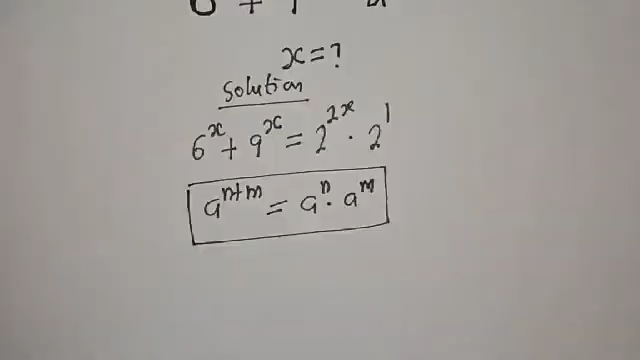 x = ?
Solution
6^x + 9^x = 2^{2x} · 2^1
a^{n+m} = a^n · a^m